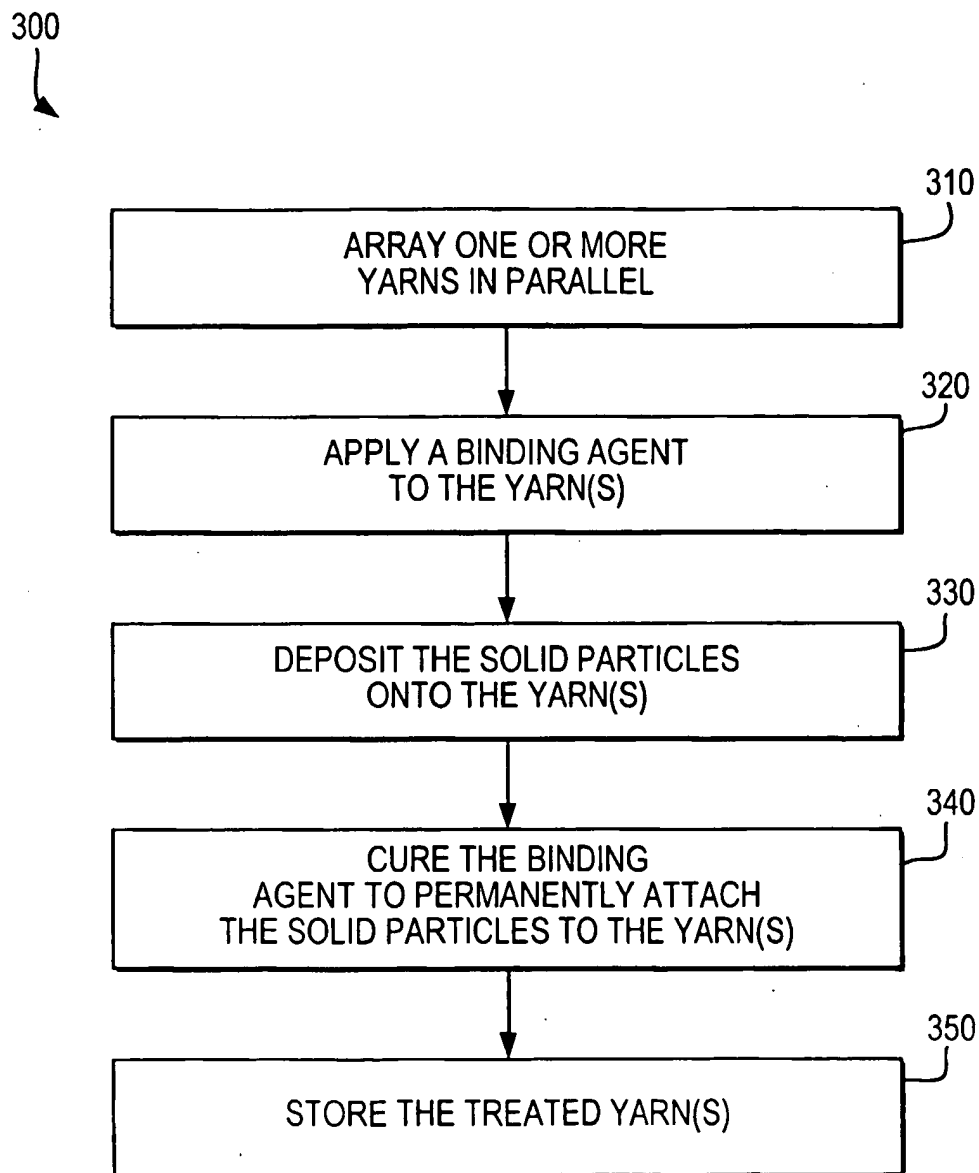 300
310
ARRAY ONE OR MORE
YARNS IN PARALLEL
320
APPLY A BINDING AGENT
TO THE YARN(S)
330
DEPOSIT THE SOLID PARTICLES
ONTO THE YARN(S)
340
CURE THE BINDING
AGENT TO PERMANENTLY ATTACH
THE SOLID PARTICLES TO THE YARN(S)
350
STORE THE TREATED YARN(S)